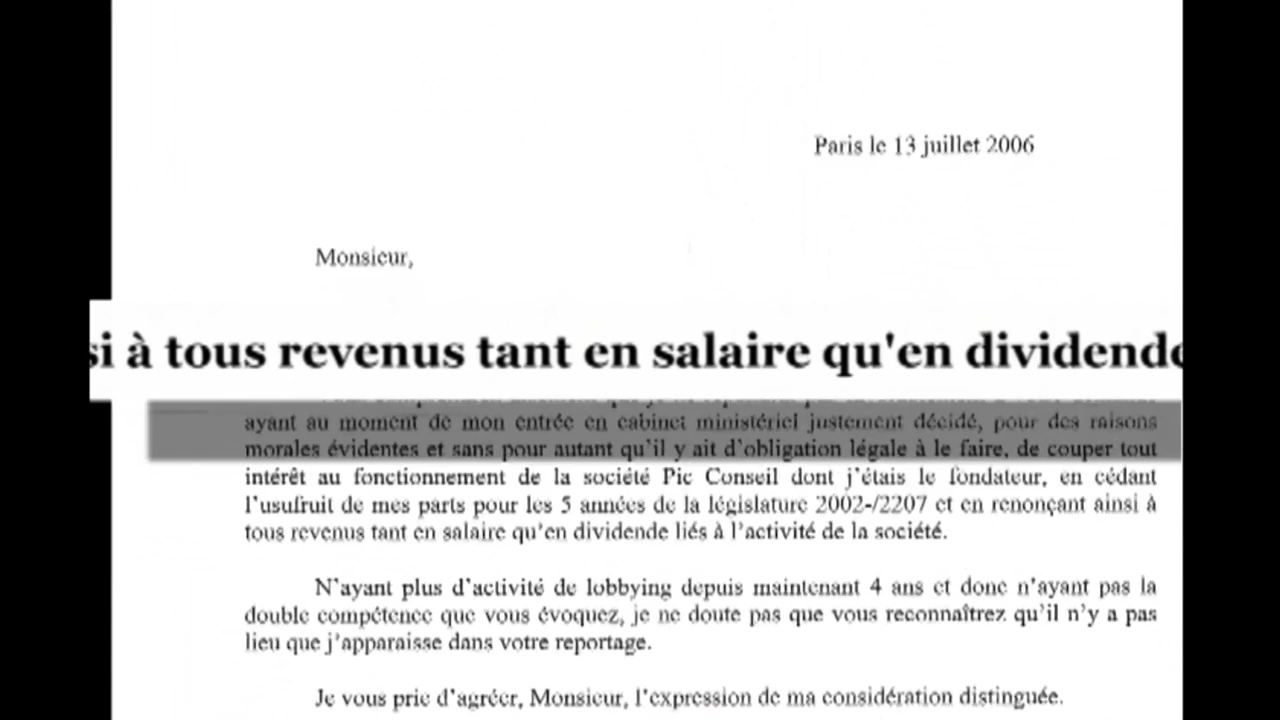 Paris le 13 juillet 2006
Monsieur,
si à tous revenus tant en salaire qu'en dividende
ayant au moment de mon entrée en cabinet ministériel justement décidé, pour des raisons
morales évidentes et sans pour autant qu'il y ait d'obligation légale à le faire, de couper tout
intérêt au fonctionnement de la société Pic Conseil dont j'étais le fondateur, en cédant
l'usufruit de mes parts pour les 5 années de la législature 2002-/2207 et en renonçant ainsi à
tous revenus tant en salaire qu'en dividende liés à l'activité de la société.
N'ayant plus d'activité de lobbying depuis maintenant 4 ans et donc n'ayant pas la
double compétence que vous évoquez, je ne doute pas que vous reconnaîtrez qu'il n'y a pas
lieu que j'apparaisse dans votre reportage.
Je vous prie d'agréer, Monsieur, l'expression de ma considération distinguée.